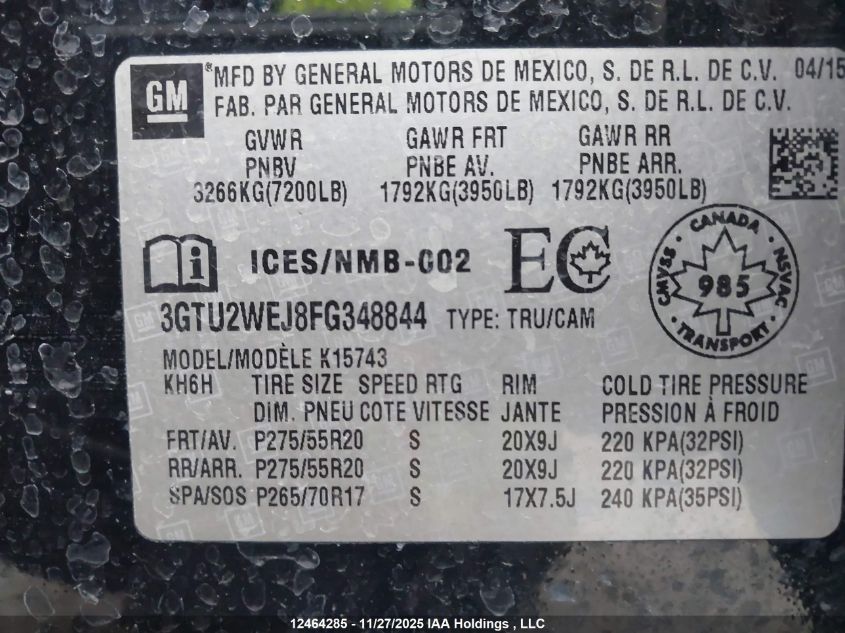 GM
*MFD BY GENERAL MOTORS DE MEXICO, S. DE R.L. DE C.V. 04/15
FAB. PAR GENERAL MOTORS DE MEXICO, S. DE R.L. DE C.V.
GVWR GAWR FRT GAWR RR
PNBV PNBE AV. PNBE ARR.
3266KG(7200LB) 1792KG(3950LB) 1792KG(3950LB)
i ICES/NMB-002 EC
CANADA
CMVSS 985 NSVAC
TRANSPORT
3GTU2WEJ8FG348844 TYPE: TRU/CAM
MODEL/MODÈLE K15743
KH6H TIRE SIZE SPEED RTG RIM COLD TIRE PRESSURE
DIM. PNEU COTE VITESSE JANTE PRESSION À FROID
FRT/AV. P275/55R20 S 20X9J 220 KPA(32PSI)
RR/ARR. P275/55R20 S 20X9J 220 KPA(32PSI)
SPA/SOS P265/70R17 S 17X7.5J 240 KPA(35PSI)
12464285 - 11/27/2025 IAA Holdings , LLC